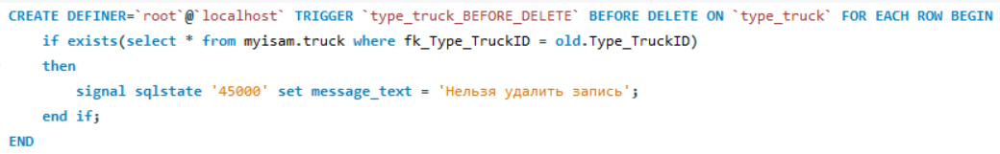 CREATE DEFINER=`root`@`localhost` TRIGGER `type_truck_BEFORE_DELETE` BEFORE DELETE ON `type_truck` FOR EACH ROW BEGIN
    if exists(select * from myisam.truck where fk_Type_TruckID = old.Type_TruckID)
    then
        signal sqlstate '45000' set message_text = 'Нельзя удалить запись';
    end if;
END